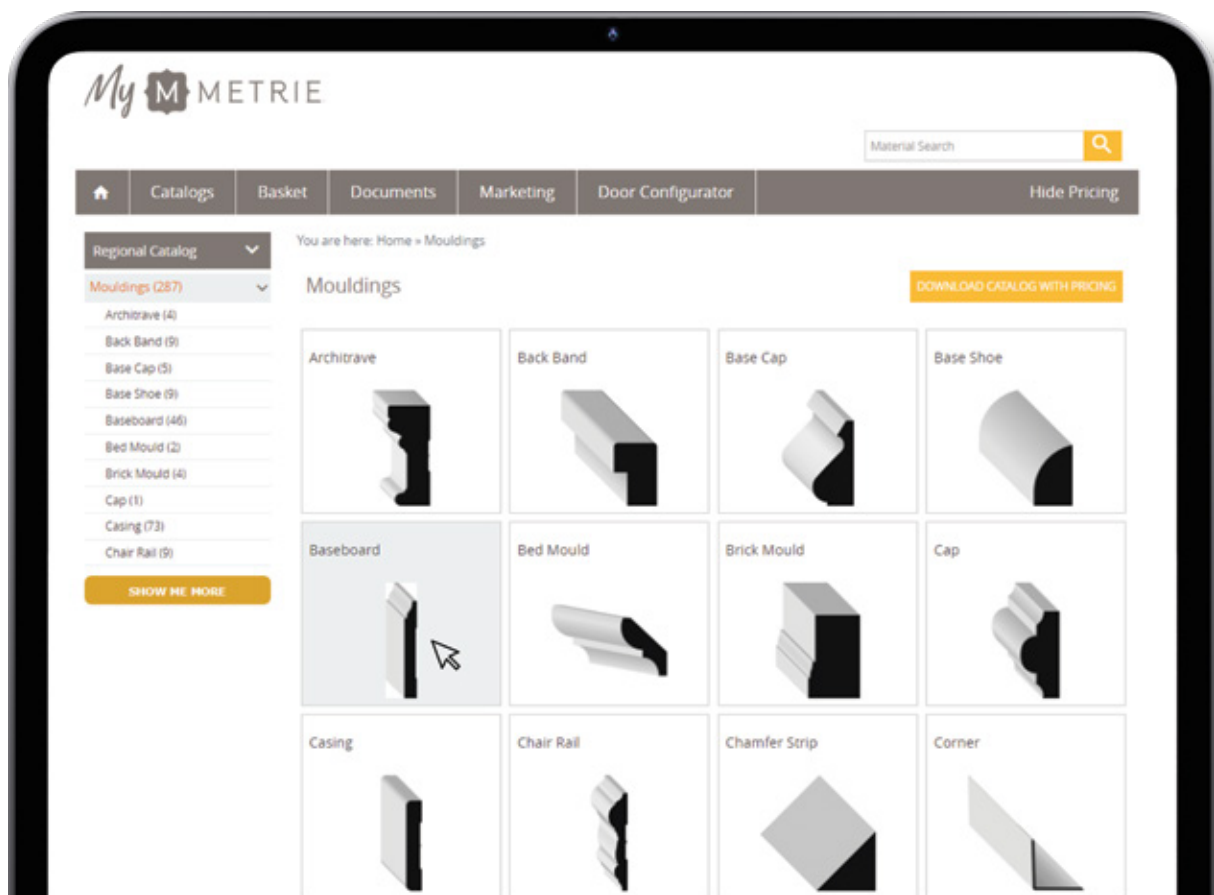 My M METRIE
Material Search
Catalogs Basket Documents Marketing Door Configurator Hide Pricing
Regional Catalog
Mouldings (287)
Architrave (4)
Back Band (9)
Base Cap (5)
Base Shoe (9)
Baseboard (46)
Bed Mould (2)
Brick Mould (4)
Cap (1)
Casing (73)
Chair Rail (9)
SHOW ME MORE
You are here: Home » Mouldings
Mouldings
DOWNLOAD CATALOG WITH PRICING
Architrave
Back Band
Base Cap
Base Shoe
Baseboard
Bed Mould
Brick Mould
Cap
Casing
Chair Rail
Chamfer Strip
Corner